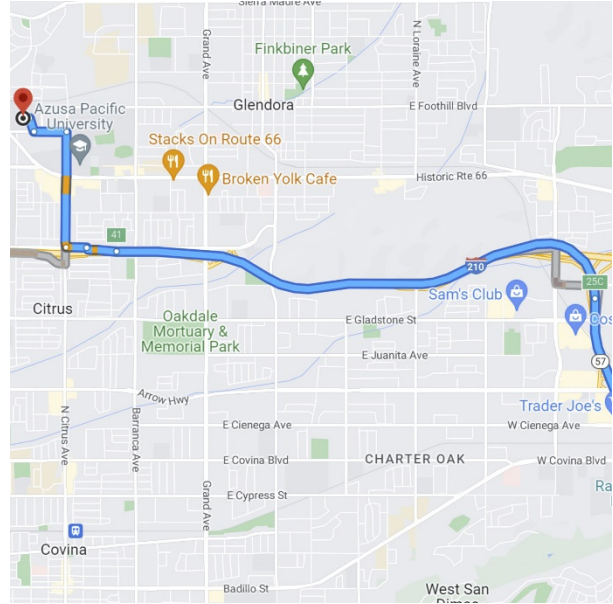 Sierra Madre Ave
Grand Ave
N Loraine Ave
Finkbiner Park
Glendora
E Foothill Blvd
Azusa Pacific
University
Stacks On Route 66
Broken Yolk Cafe
Historic Rte 66
41
210
25C
Citrus
Sam's Club
Cos
Oakdale
Mortuary &
Memorial Park
E Gladstone St
E Juanita Ave
57
Arrow Hwy
Trader Joe's
N Citrus Ave
Barranca Ave
E Cienega Ave
W Cienega Ave
E Covina Blvd
CHARTER OAK
W Covina Blvd
Grand Ave
E Cypress St
Ra
Covina
Badillo St
West San
Dimas